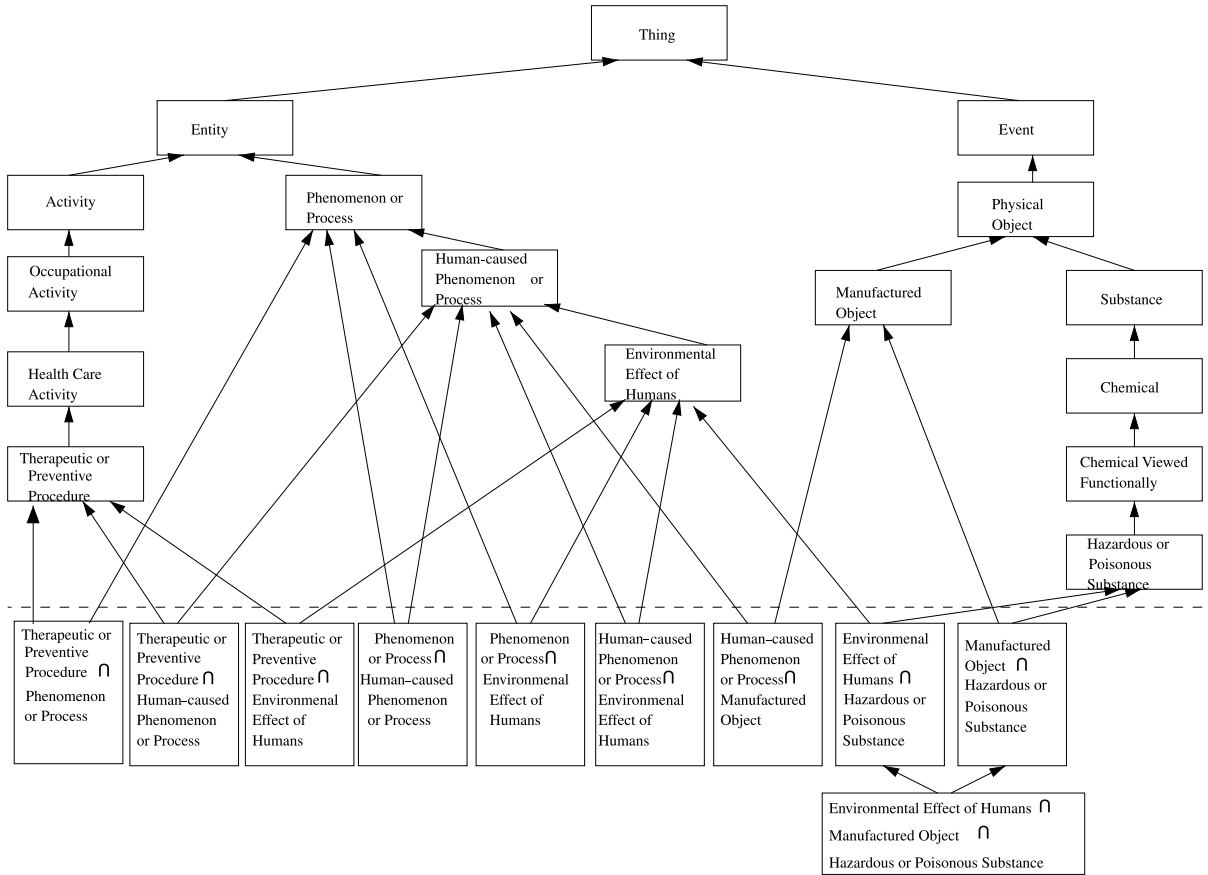 Thing
Entity
Event
Activity
Phenomenon or
Process
Physical
Object
Occupational
Activity
Human-caused
Phenomenon or
Process
Manufactured
Object
Substance
Health Care
Activity
Environmental
Effect of
Humans
Chemical
Therapeutic or
Preventive
Procedure
Chemical Viewed
Functionally
Hazardous or
Poisonous
Substance
Therapeutic or
Preventive
Procedure ∩
Phenomenon
or Process
Therapeutic or
Preventive
Procedure ∩
Human-caused
Phenomenon
or Process
Therapeutic or
Preventive
Procedure ∩
Environmenal
Effect of
Humans
Phenomenon
or Process ∩
Human-caused
Phenomenon
or Process
Phenomenon
or Process ∩
Environmenal
Effect of
Humans
Human-caused
Phenomenon
or Process ∩
Environmenal
Effect of
Humans
Human-caused
Phenomenon
or Process ∩
Manufactured
Object
Environmenal
Effect of
Humans ∩
Hazardous or
Poisonous
Substance
Manufactured
Object ∩
Hazardous or
Poisonous
Substance
Environmental Effect of Humans ∩
Manufactured Object ∩
Hazardous or Poisonous Substance